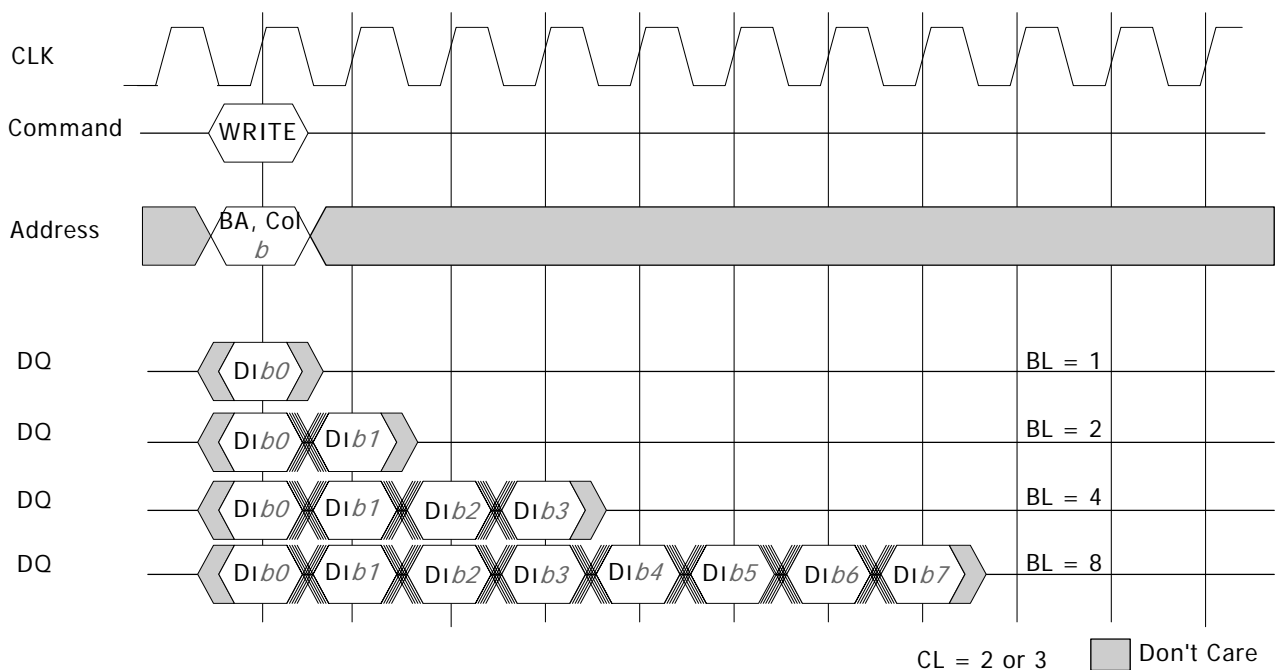 CLK
Command WRITE
Address BA, Col
b
DQ DIb0 BL = 1
DQ DIb0 DIb1 BL = 2
DQ DIb0 DIb1 DIb2 DIb3 BL = 4
DQ DIb0 DIb1 DIb2 DIb3 DIb4 DIb5 DIb6 DIb7 BL = 8
CL = 2 or 3 Don't Care